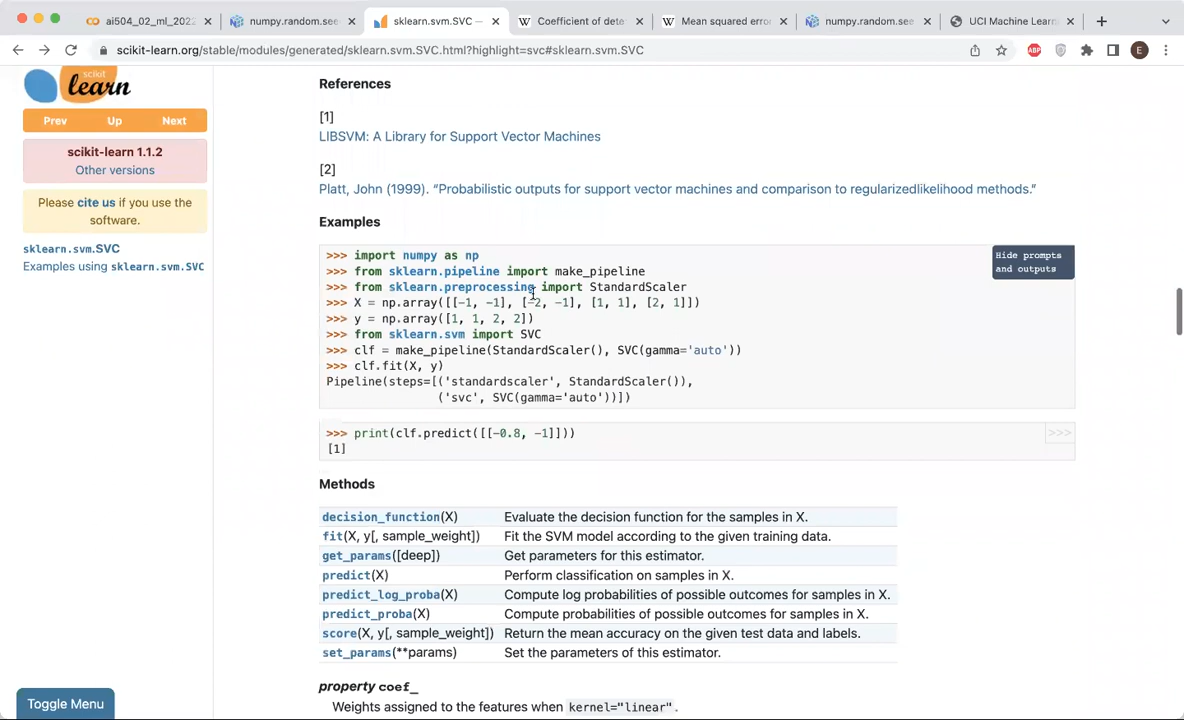 ai504_02_ml_2022
numpy.random.see
sklearn.svm.SVC —
Coefficient of dete
Mean squared erro
numpy.random.see
UCI Machine Learn
scikit-learn.org/stable/modules/generated/sklearn.svm.SVC.html?highlight=svc#sklearn.svm.SVC
ABP
E
scikit
learn
Prev Up Next
scikit-learn 1.1.2
Other versions
Please cite us if you use the
software.
sklearn.svm.SVC
Examples using sklearn.svm.SVC
References
[1]
LIBSVM: A Library for Support Vector Machines
[2]
Platt, John (1999). “Probabilistic outputs for support vector machines and comparison to regularizedlikelihood methods.”
Examples
Hide prompts
and outputs
>>> import numpy as np
>>> from sklearn.pipeline import make_pipeline
>>> from sklearn.preprocessing import StandardScaler
>>> X = np.array([[-1, -1], [-2, -1], [1, 1], [2, 1]])
>>> y = np.array([1, 1, 2, 2])
>>> from sklearn.svm import SVC
>>> clf = make_pipeline(StandardScaler(), SVC(gamma='auto'))
>>> clf.fit(X, y)
Pipeline(steps=[('standardscaler', StandardScaler()),
('svc', SVC(gamma='auto'))])
>>> print(clf.predict([[-0.8, -1]]))
>>>
[1]
Methods
decision_function(X) Evaluate the decision function for the samples in X.
fit(X, y[, sample_weight]) Fit the SVM model according to the given training data.
get_params([deep]) Get parameters for this estimator.
predict(X) Perform classification on samples in X.
predict_log_proba(X) Compute log probabilities of possible outcomes for samples in X.
predict_proba(X) Compute probabilities of possible outcomes for samples in X.
score(X, y[, sample_weight]) Return the mean accuracy on the given test data and labels.
set_params(**params) Set the parameters of this estimator.
property coef_
Weights assigned to the features when kernel="linear".
Toggle Menu